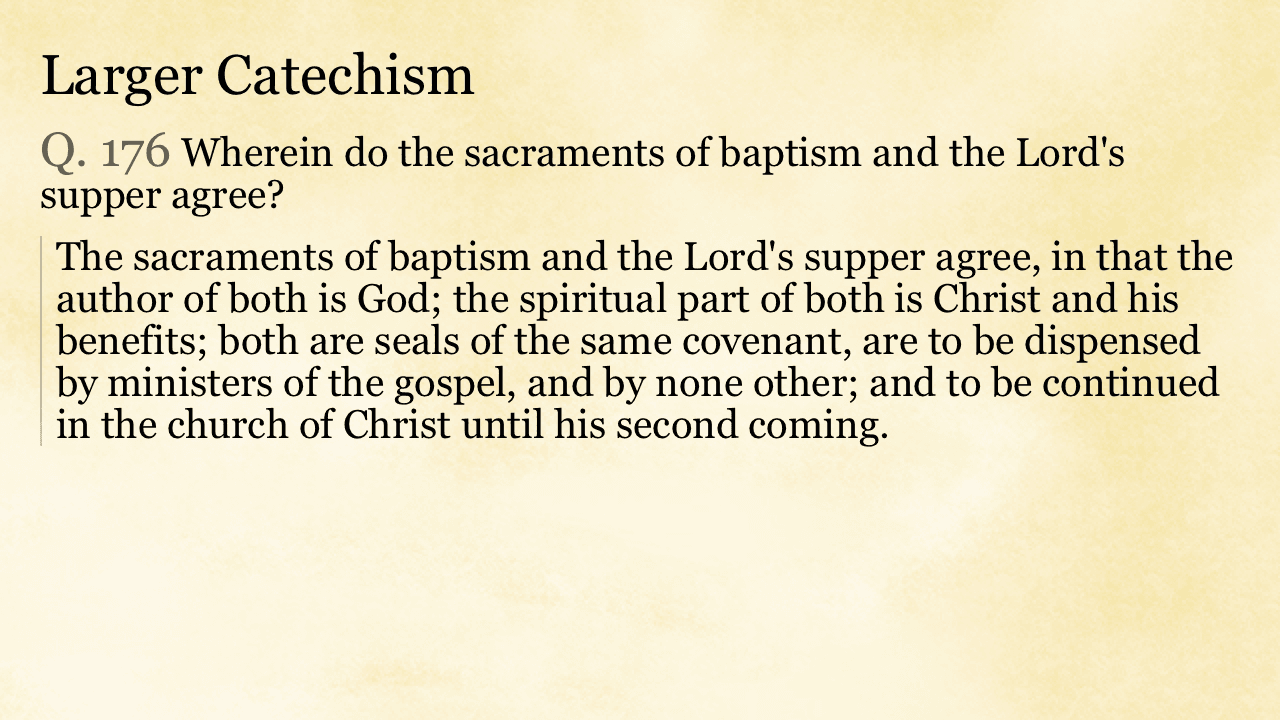 Larger Catechism
Q. 176 Wherein do the sacraments of baptism and the Lord's
supper agree?
The sacraments of baptism and the Lord's supper agree, in that the
author of both is God; the spiritual part of both is Christ and his
benefits; both are seals of the same covenant, are to be dispensed
by ministers of the gospel, and by none other; and to be continued
in the church of Christ until his second coming.